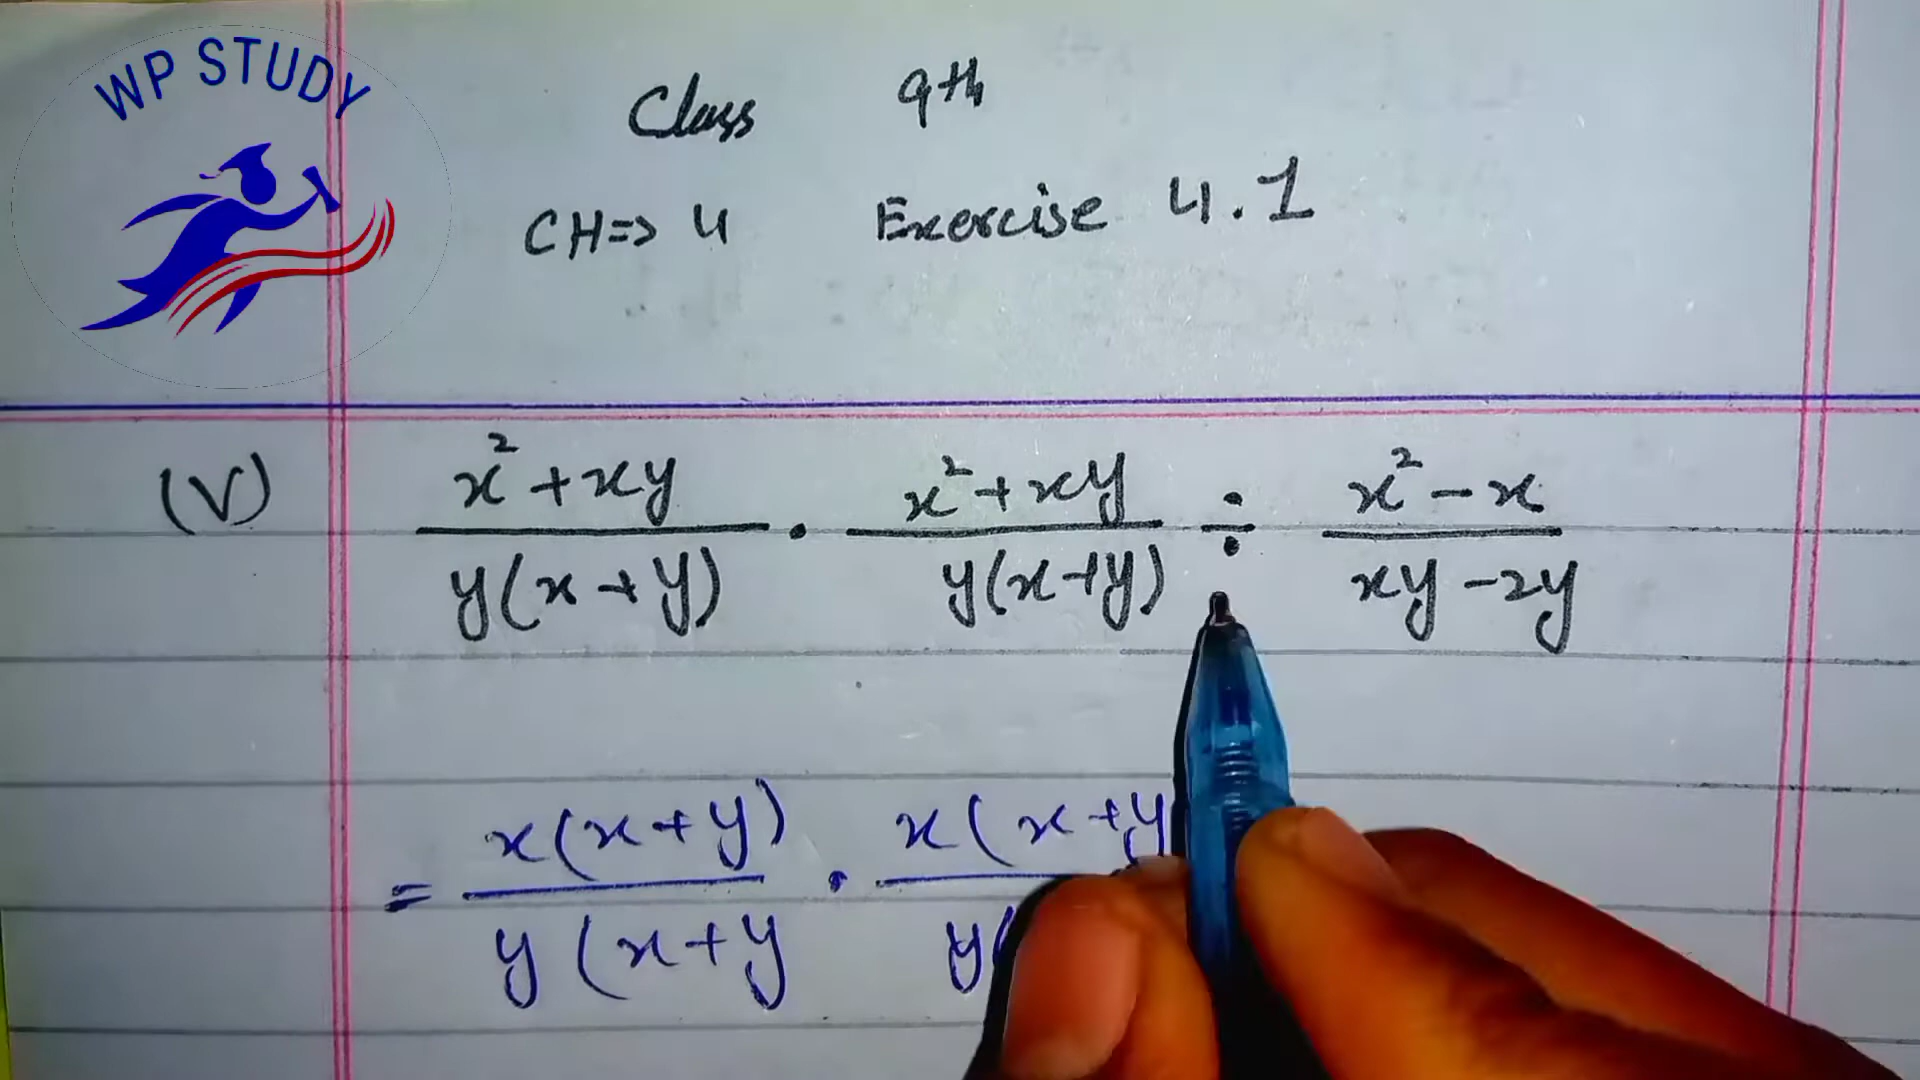 WP STUDY
Class 9th
CH=> 4 Exercise 4.1
(V) x²+xy / y(x+y) · x²+xy / y(x+y) ÷ x²-x / xy-2y
= x(x+y) / y(x+y · x(x+y / y(